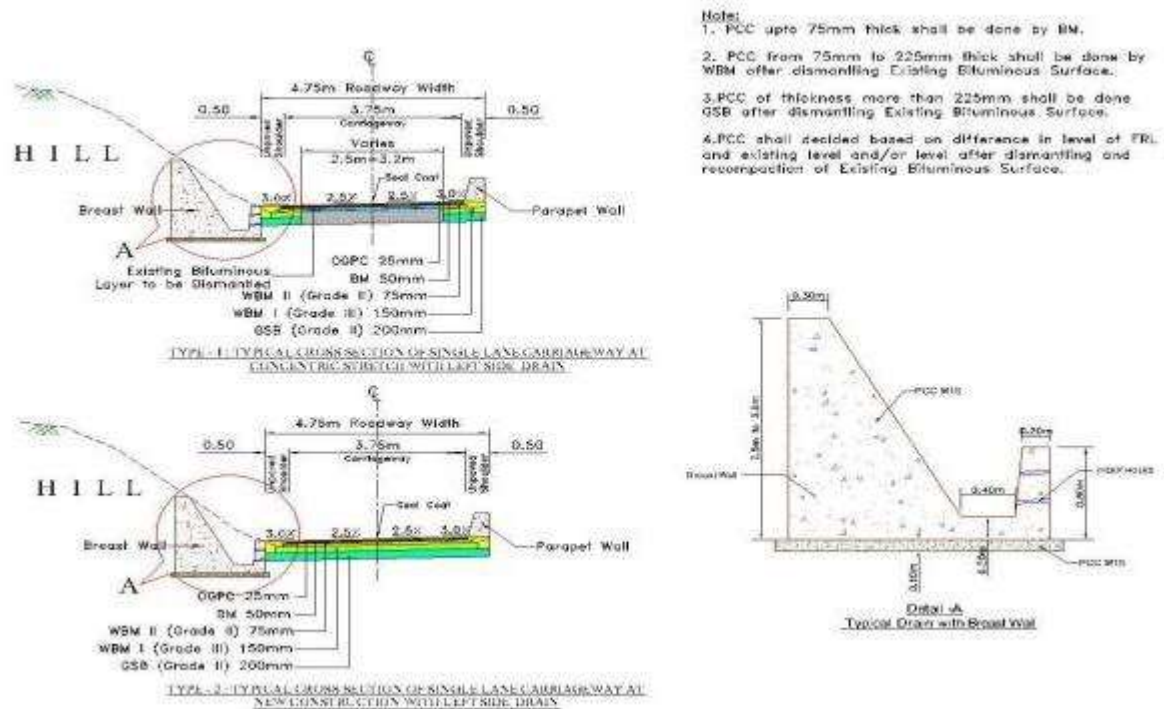 Note:
1. PCC upto 75mm thick shall be done by BM.
2. PCC from 75mm to 225mm thick shall be done by
WBM after dismantling Existing Bituminous Surface.
3.PCC of thickness more than 225mm shall be done
GSB after dismantling Existing Bituminous Surface.
4.PCC shall decided based on difference in level of FRL
and existing level and/or level after dismantling and
recompaction of Existing Bituminous Surface.
4.75m Roadway Width
0.50
3.75m
0.50
Carriageway
Unpaved Shoulder
Unpaved Shoulder
Varies
2.5m-3.2m
HILL
Seal Coat
3.0% 2.5% 2.5% 3.0%
Breast Wall
Parapet Wall
A
Existing Bituminous
Layer to be Dismantled
OGPC 25mm
BM 50mm
WBM II (Grade II) 75mm
WBM I (Grade III) 150mm
GSB (Grade II) 200mm
TYPE - 1: TYPICAL CROSS SECTION OF SINGLE LANE CARRIAGEWAY AT
CONCENTRIC STRETCH WITH LEFT SIDE DRAIN
4.75m Roadway Width
0.50
3.75m
0.50
Carriageway
Unpaved Shoulder
Unpaved Shoulder
HILL
Seal Coat
3.0% 2.5% 2.5% 3.0%
Breast Wall
Parapet Wall
A
OGPC 25mm
BM 50mm
WBM II (Grade II) 75mm
WBM I (Grade III) 150mm
GSB (Grade II) 200mm
TYPE - 2: TYPICAL CROSS SECTION OF SINGLE LANE CARRIAGEWAY AT
NEW CONSTRUCTION WITH LEFT SIDE DRAIN
0.30m
PCC M15
0.20m
Breast Wall
0.40m
WEEP HOLES
PCC M15
Detail -A
Typical Drain with Breast Wall